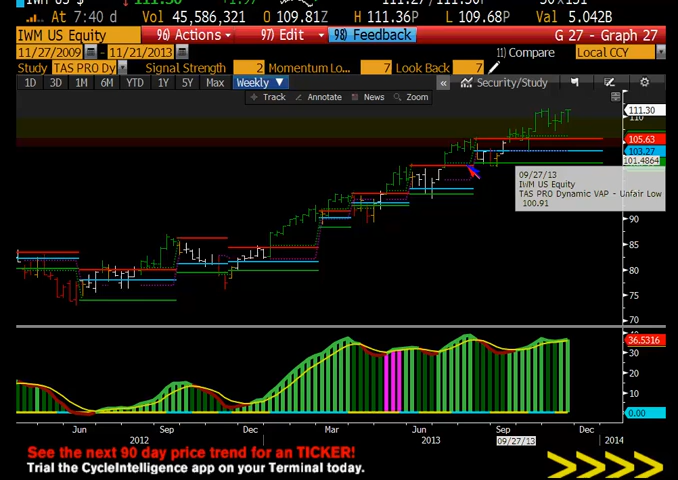 At 7:40 d Vol 45,586,321 O 109.81Z H 111.36P L 109.68P Val 5.042B
IWM US Equity 96) Actions 97) Edit 98) Feedback G 27 - Graph 27
11/27/2009 - 11/21/2013 11) Compare Local CCY
Study TAS PRO Dy Signal Strength 2 Momentum Lo... 7 Look Back 7
1D 3D 1M 6M YTD 1Y 5Y Max Weekly ▼ « Security/Study
Track Annotate News Zoom
111.30
110
105.63
103.27
101.4864
09/27/13
IWM US Equity
TAS PRO Dynamic VAP - Unfair Low
100.91
90
85
80
75
70
40
36.5316
30
20
10
0.00
Jun Sep Dec Mar Jun Sep Dec
2012 2013 09/27/13 2014
See the next 90 day price trend for an TICKER!
Trial the CycleIntelligence app on your Terminal today.